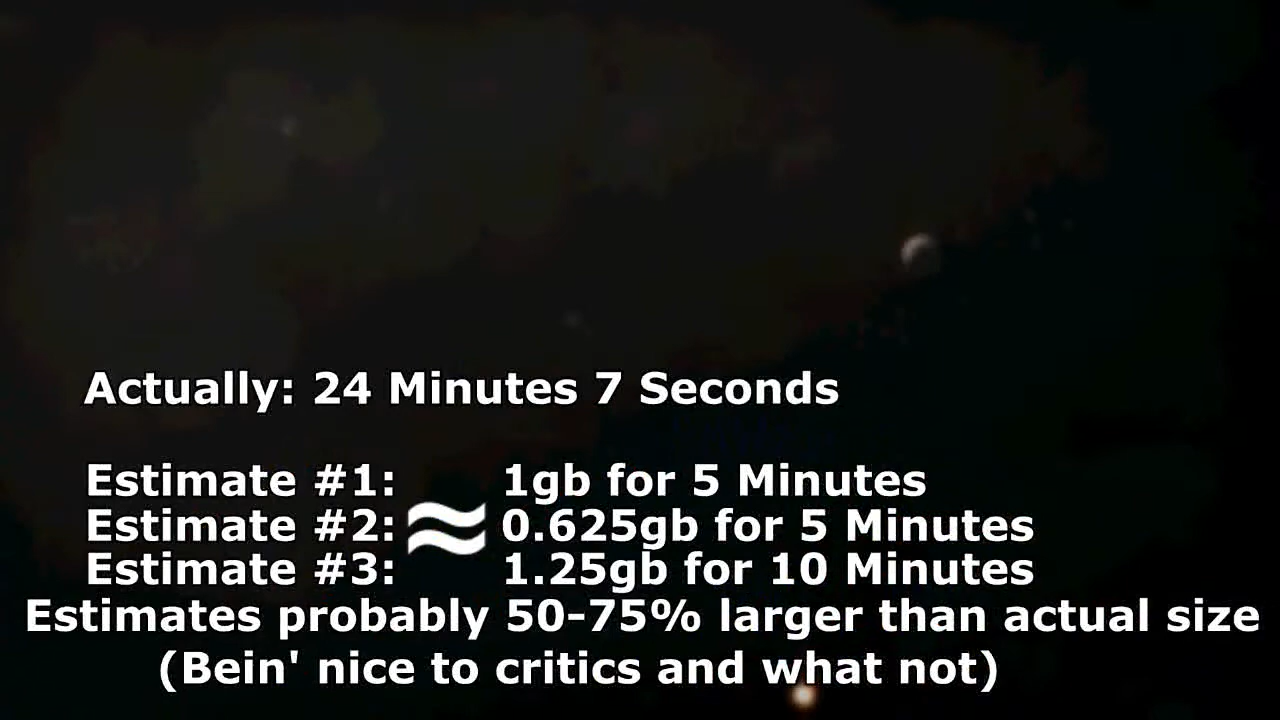 Actually: 24 Minutes 7 Seconds
Estimate #1: 1gb for 5 Minutes
Estimate #2: ≈ 0.625gb for 5 Minutes
Estimate #3: 1.25gb for 10 Minutes
Estimates probably 50-75% larger than actual size
(Bein' nice to critics and what not)